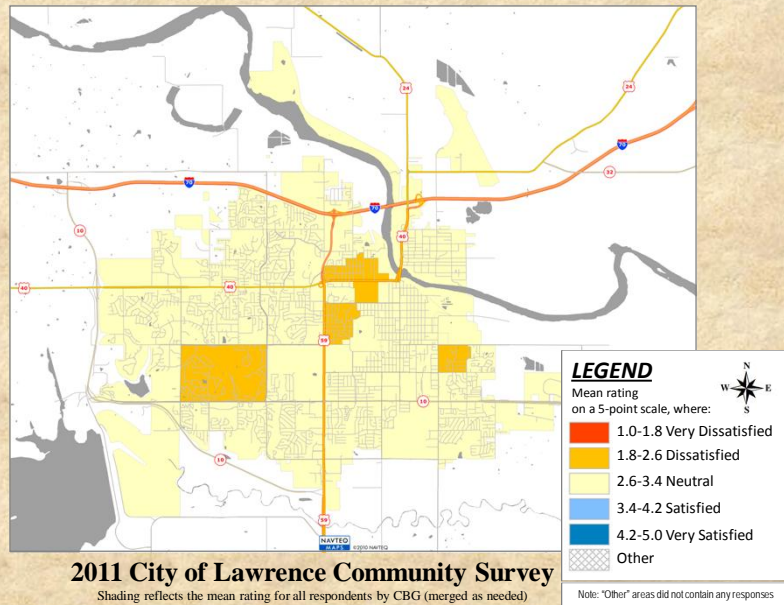 24
24
70
32
70
10
40
40
40
59
10
10
59
NAVTEQ
MAPS ©2010 NAVTEQ
LEGEND
N
W E
S
Mean rating
on a 5-point scale, where:
1.0-1.8 Very Dissatisfied
1.8-2.6 Dissatisfied
2.6-3.4 Neutral
3.4-4.2 Satisfied
4.2-5.0 Very Satisfied
Other
2011 City of Lawrence Community Survey
Shading reflects the mean rating for all respondents by CBG (merged as needed)
Note: "Other" areas did not contain any responses